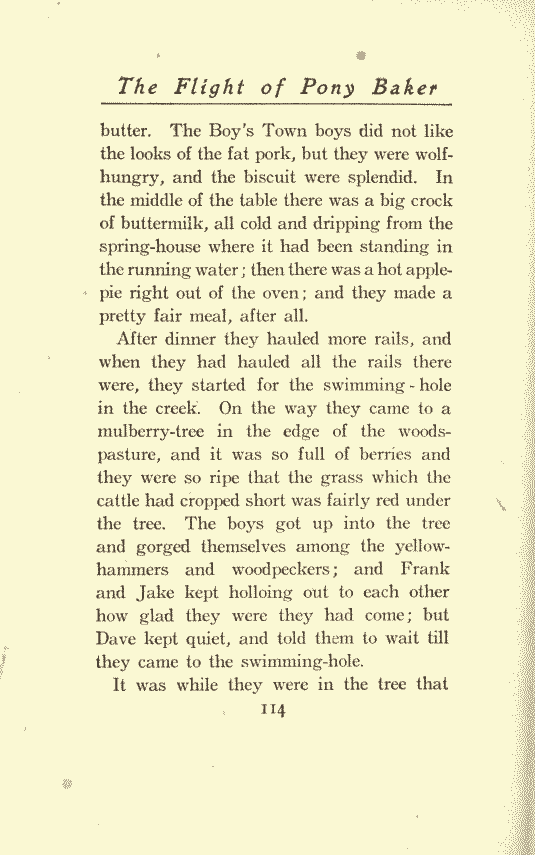 The Flight of Pony Baker
butter. The Boy's Town boys did not like
the looks of the fat pork, but they were wolf-
hungry, and the biscuit were splendid. In
the middle of the table there was a big crock
of buttermilk, all cold and dripping from the
spring-house where it had been standing in
the running water; then there was a hot apple-
pie right out of the oven; and they made a
pretty fair meal, after all.
After dinner they hauled more rails, and
when they had hauled all the rails there
were, they started for the swimming-hole
in the creek. On the way they came to a
mulberry-tree in the edge of the woods-
pasture, and it was so full of berries and
they were so ripe that the grass which the
cattle had cropped short was fairly red under
the tree. The boys got up into the tree
and gorged themselves among the yellow-
hammers and woodpeckers; and Frank
and Jake kept holloing out to each other
how glad they were they had come; but
Dave kept quiet, and told them to wait till
they came to the swimming-hole.
It was while they were in the tree that
114